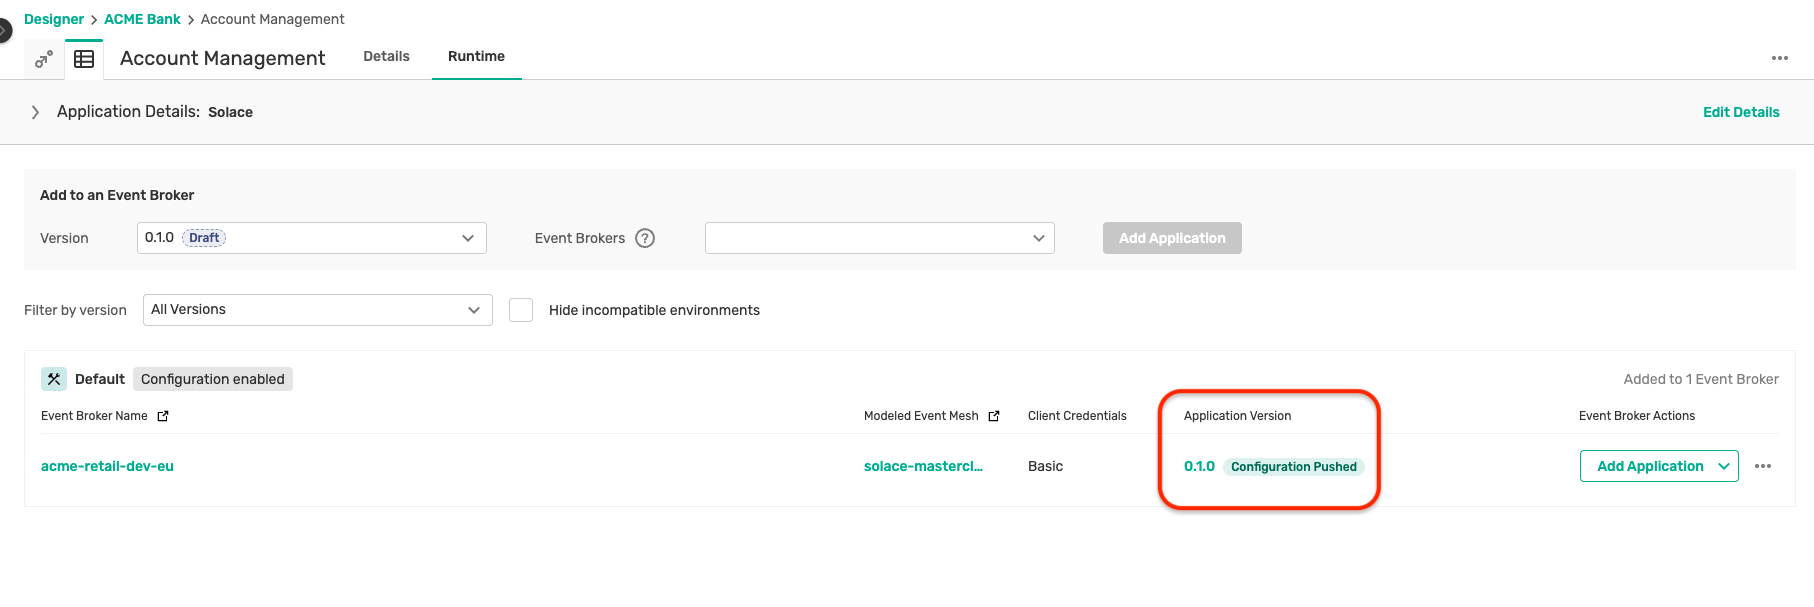 Designer > ACME Bank > Account Management
Account Management Details Runtime
Application Details: Solace Edit Details
Add to an Event Broker
Version 0.1.0 Draft Event Brokers ? Add Application
Filter by version All Versions Hide incompatible environments
Default Configuration enabled Added to 1 Event Broker
Event Broker Name Modeled Event Mesh Client Credentials Application Version Event Broker Actions
acme-retail-dev-eu solace-mastercl... Basic 0.1.0 Configuration Pushed Add Application